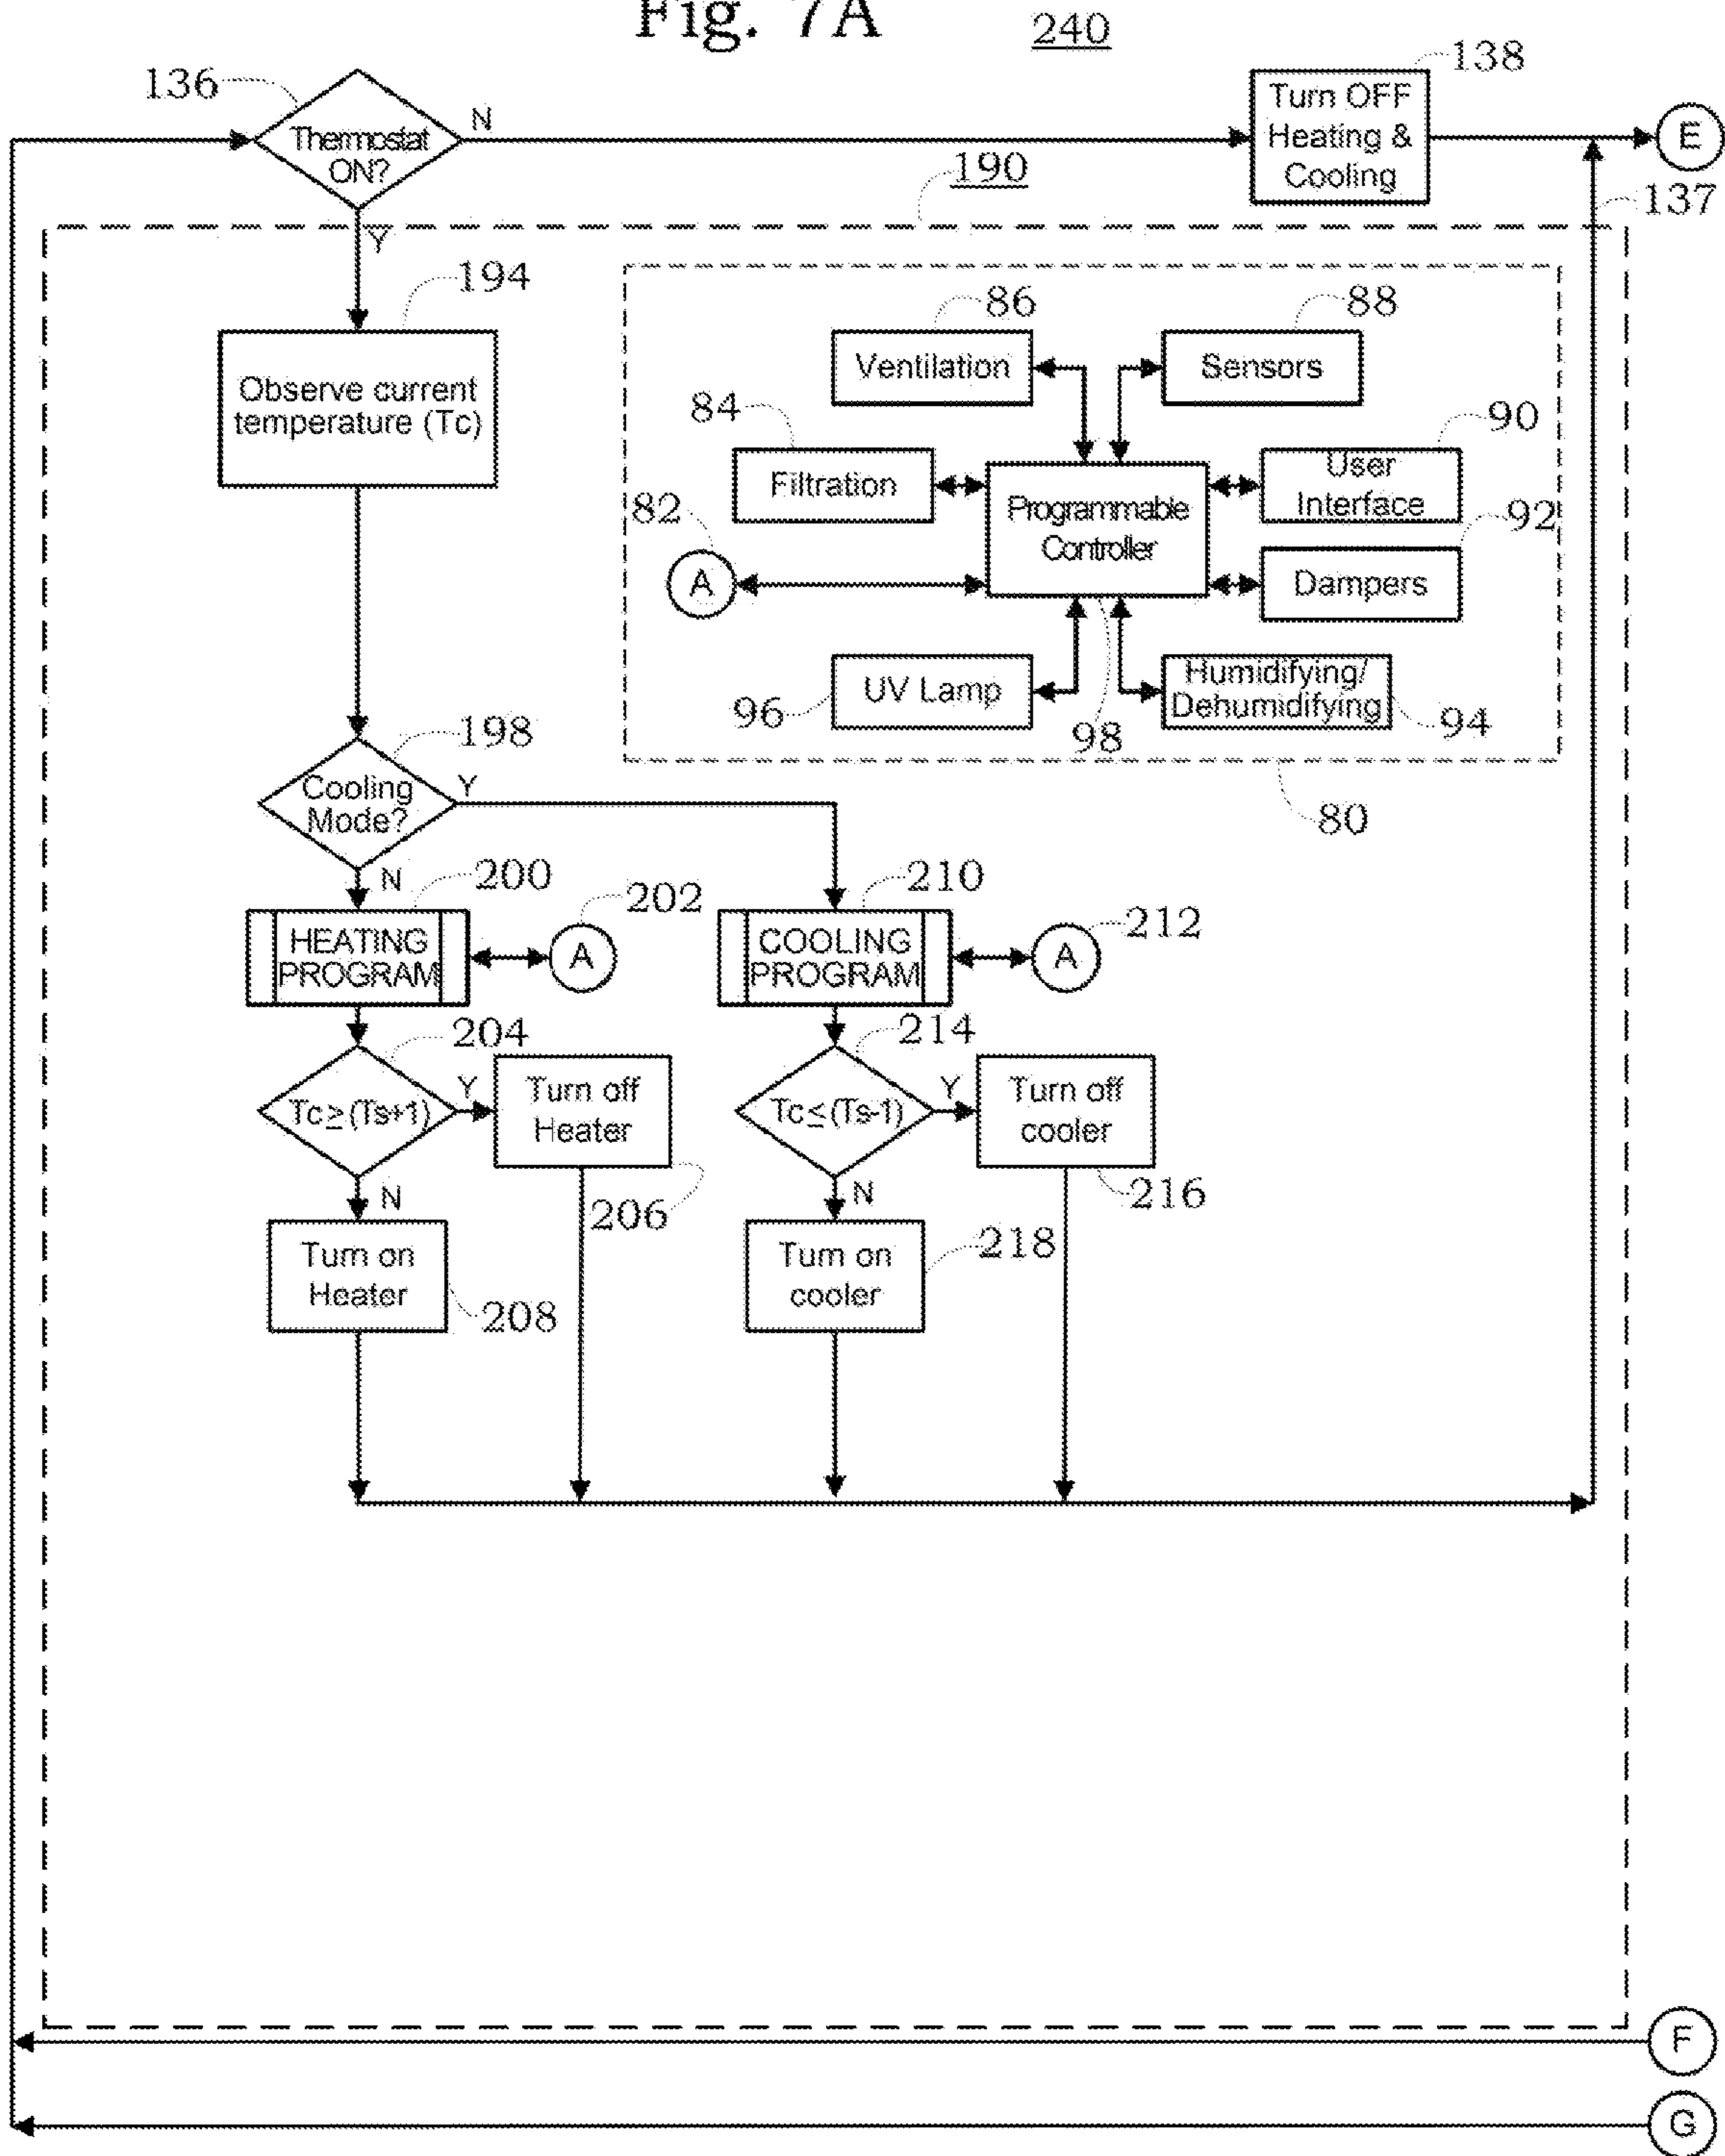 Fig. 7A
240
136
138
Thermostat
ON?
N
Turn OFF
Heating &
Cooling
E
190
137
Y
194
Observe current
temperature (Tc)
86
88
Ventilation
Sensors
84
90
Filtration
User
Interface
82
Programmable
Controller
92
A
Dampers
UV Lamp
Humidifying/
Dehumidifying
96
98
94
80
198
Cooling
Mode?
Y
N
200
202
210
212
HEATING
PROGRAM
A
COOLING
PROGRAM
A
204
214
Tc≥(Ts+1)
Y
Turn off
Heater
Tc≤(Ts-1)
Y
Turn off
cooler
N
206
N
216
Turn on
Heater
208
Turn on
cooler
218
F
G